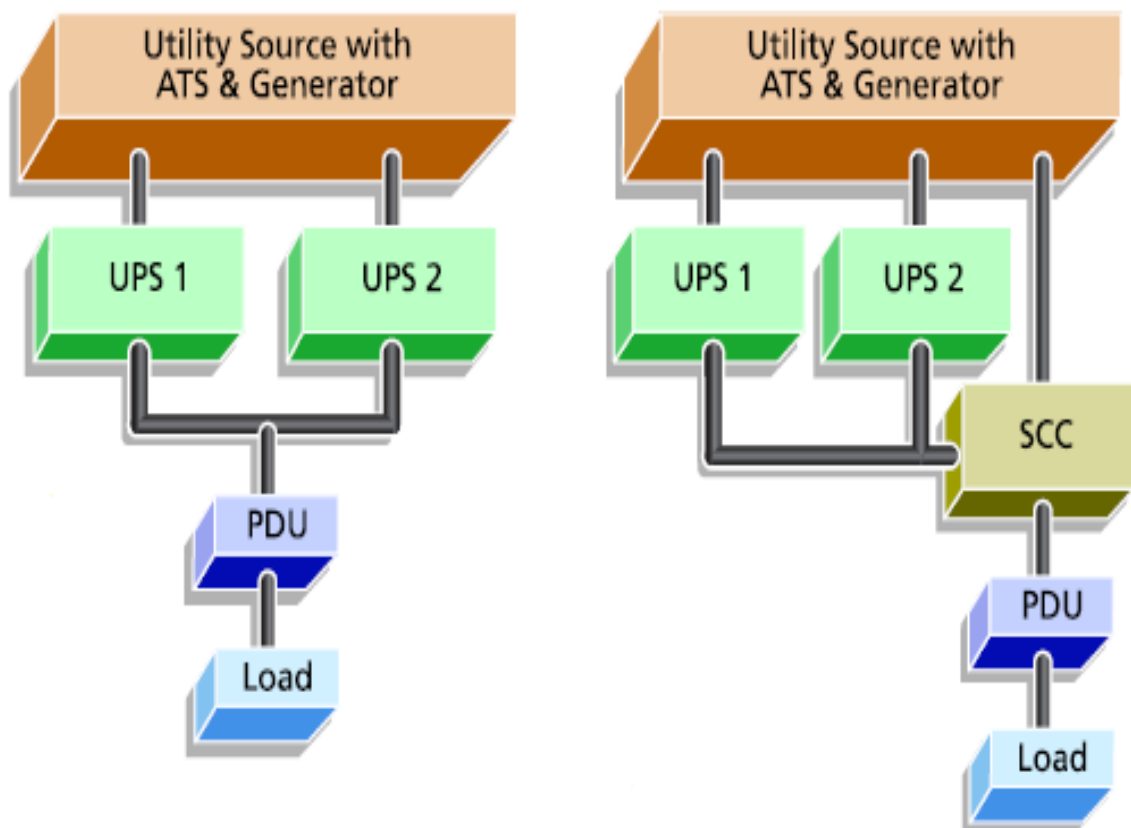 Utility Source with
ATS & Generator
UPS 1
UPS 2
PDU
Load
Utility Source with
ATS & Generator
UPS 1
UPS 2
SCC
PDU
Load